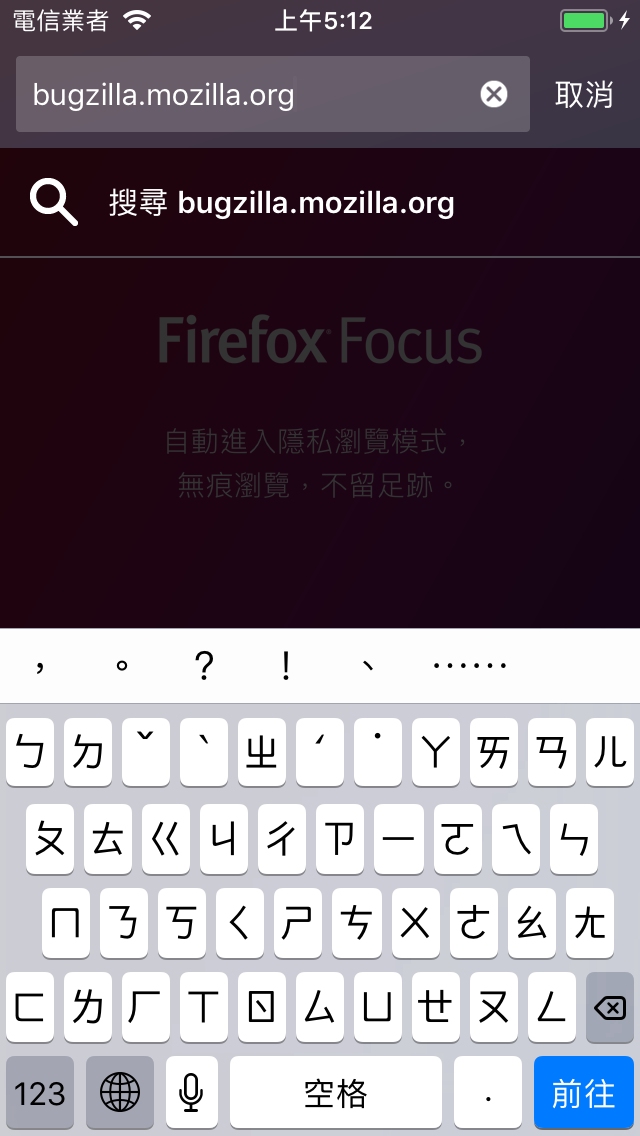 電信業者 上午5:12
bugzilla.mozilla.org 取消
搜尋 bugzilla.mozilla.org
Firefox Focus
自動進入隱私瀏覽模式，
無痕瀏覽，不留足跡。
， 。 ? ! 、 ……
ㄅ ㄉ ˇ ˋ ㄓ ˊ ˙ ㄚ ㄞ ㄢ ㄦ
ㄆ ㄊ ㄍ ㄐ ㄔ ㄗ ㄧ ㄛ ㄟ ㄣ
ㄇ ㄋ ㄎ ㄑ ㄕ ㄘ ㄨ ㄜ ㄠ ㄤ
ㄈ ㄌ ㄏ ㄒ ㄖ ㄙ ㄩ ㄝ ㄡ ㄥ
123 空格 . 前往